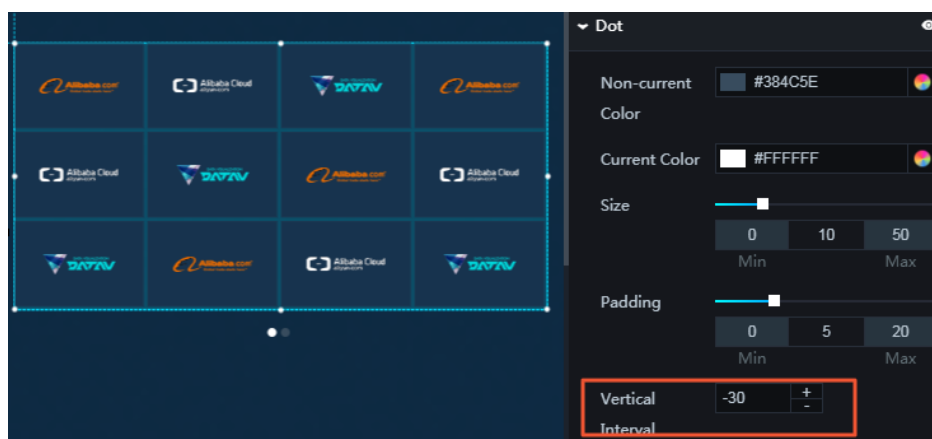 Alibaba.com Alibaba Cloud DATAV Alibaba.com
Alibaba Cloud DATAV Alibaba.com Alibaba Cloud
DATAV Alibaba.com Alibaba Cloud DATAV
Dot
Non-current
Color
#384C5E
Current Color
#FFFFFF
Size
0 10 50
Min Max
Padding
0 5 20
Min Max
Vertical
Interval
-30
+
-